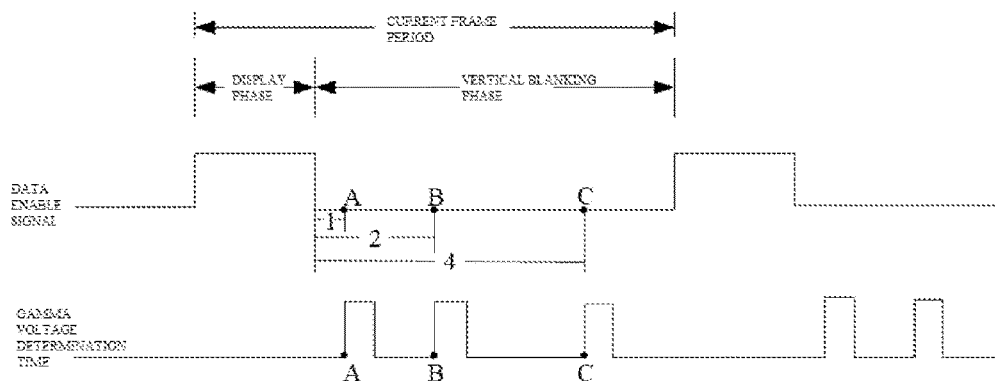 CURRENT FRAME
PERIOD
DISPLAY
PHASE
VERTICAL BLANKING
PHASE
DATA
ENABLE
SIGNAL
A
B
C
1
2
4
GAMMA
VOLTAGE
DETERMINATION
TIME
A
B
C